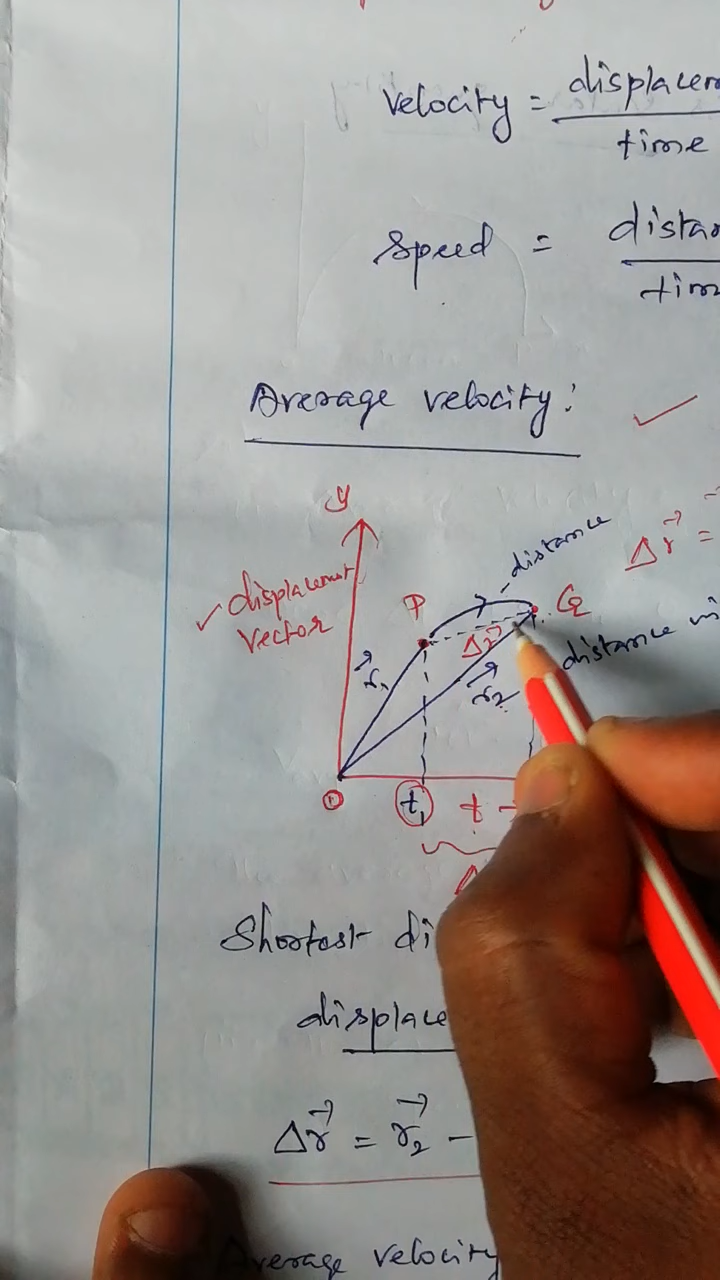 velocity = displacem
time
Speed = distan
tim
Average velocity:
y
distance
Δr⃗ =
✓ displacement
vector
P
Q
Δr⃗
r⃗₁
r⃗₂
distance
O
t₁
t
Shortest di
displace
Δr⃗ = r⃗₂ –
Average velocity